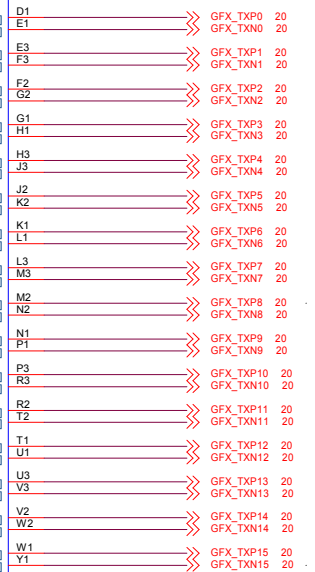 D1 GFX_TXP0 20
E1 GFX_TXN0 20
E3 GFX_TXP1 20
F3 GFX_TXN1 20
F2 GFX_TXP2 20
G2 GFX_TXN2 20
G1 GFX_TXP3 20
H1 GFX_TXN3 20
H3 GFX_TXP4 20
J3 GFX_TXN4 20
J2 GFX_TXP5 20
K2 GFX_TXN5 20
K1 GFX_TXP6 20
L1 GFX_TXN6 20
L3 GFX_TXP7 20
M3 GFX_TXN7 20
M2 GFX_TXP8 20
N2 GFX_TXN8 20
N1 GFX_TXP9 20
P1 GFX_TXN9 20
P3 GFX_TXP10 20
R3 GFX_TXN10 20
R2 GFX_TXP11 20
T2 GFX_TXN11 20
T1 GFX_TXP12 20
U1 GFX_TXN12 20
U3 GFX_TXP13 20
V3 GFX_TXN13 20
V2 GFX_TXP14 20
W2 GFX_TXN14 20
W1 GFX_TXP15 20
Y1 GFX_TXN15 20